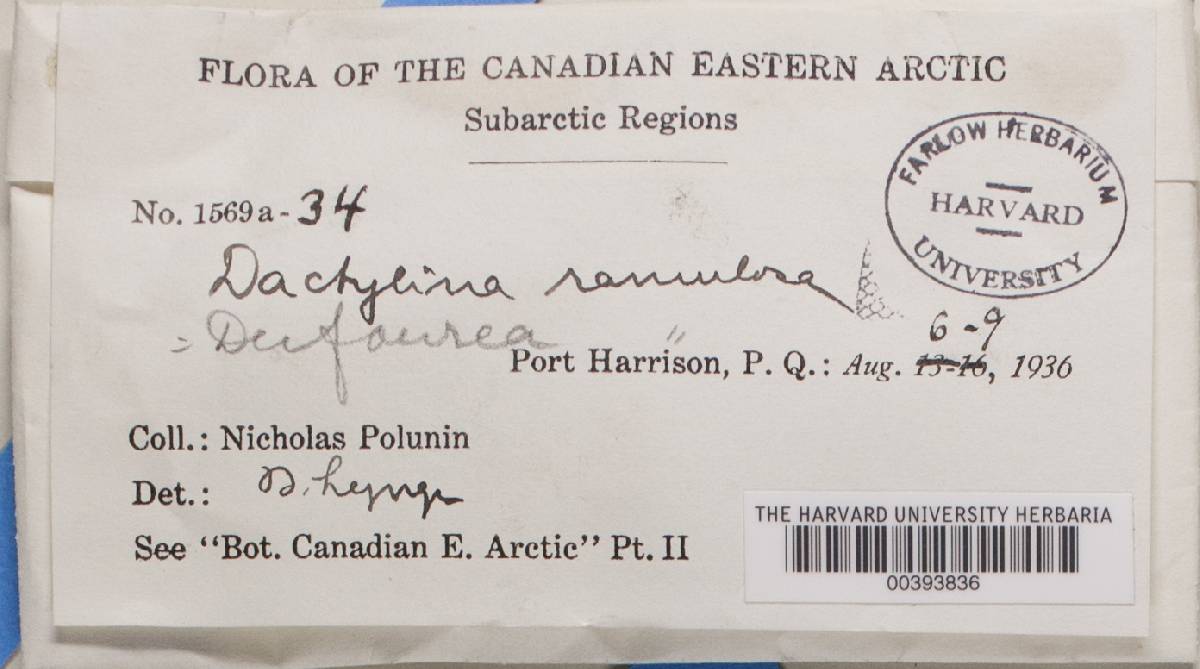 FLORA OF THE CANADIAN EASTERN ARCTIC
Subarctic Regions
FARLOW HERBARIUM
HARVARD
UNIVERSITY
No. 1569a-34
Dactylina ramulosa
= Dufourea "
6-9
Port Harrison, P. Q.: Aug. 13-16, 1936
Coll.: Nicholas Polunin
Det.: B. Lynge
See "Bot. Canadian E. Arctic" Pt. II
THE HARVARD UNIVERSITY HERBARIA
00393836